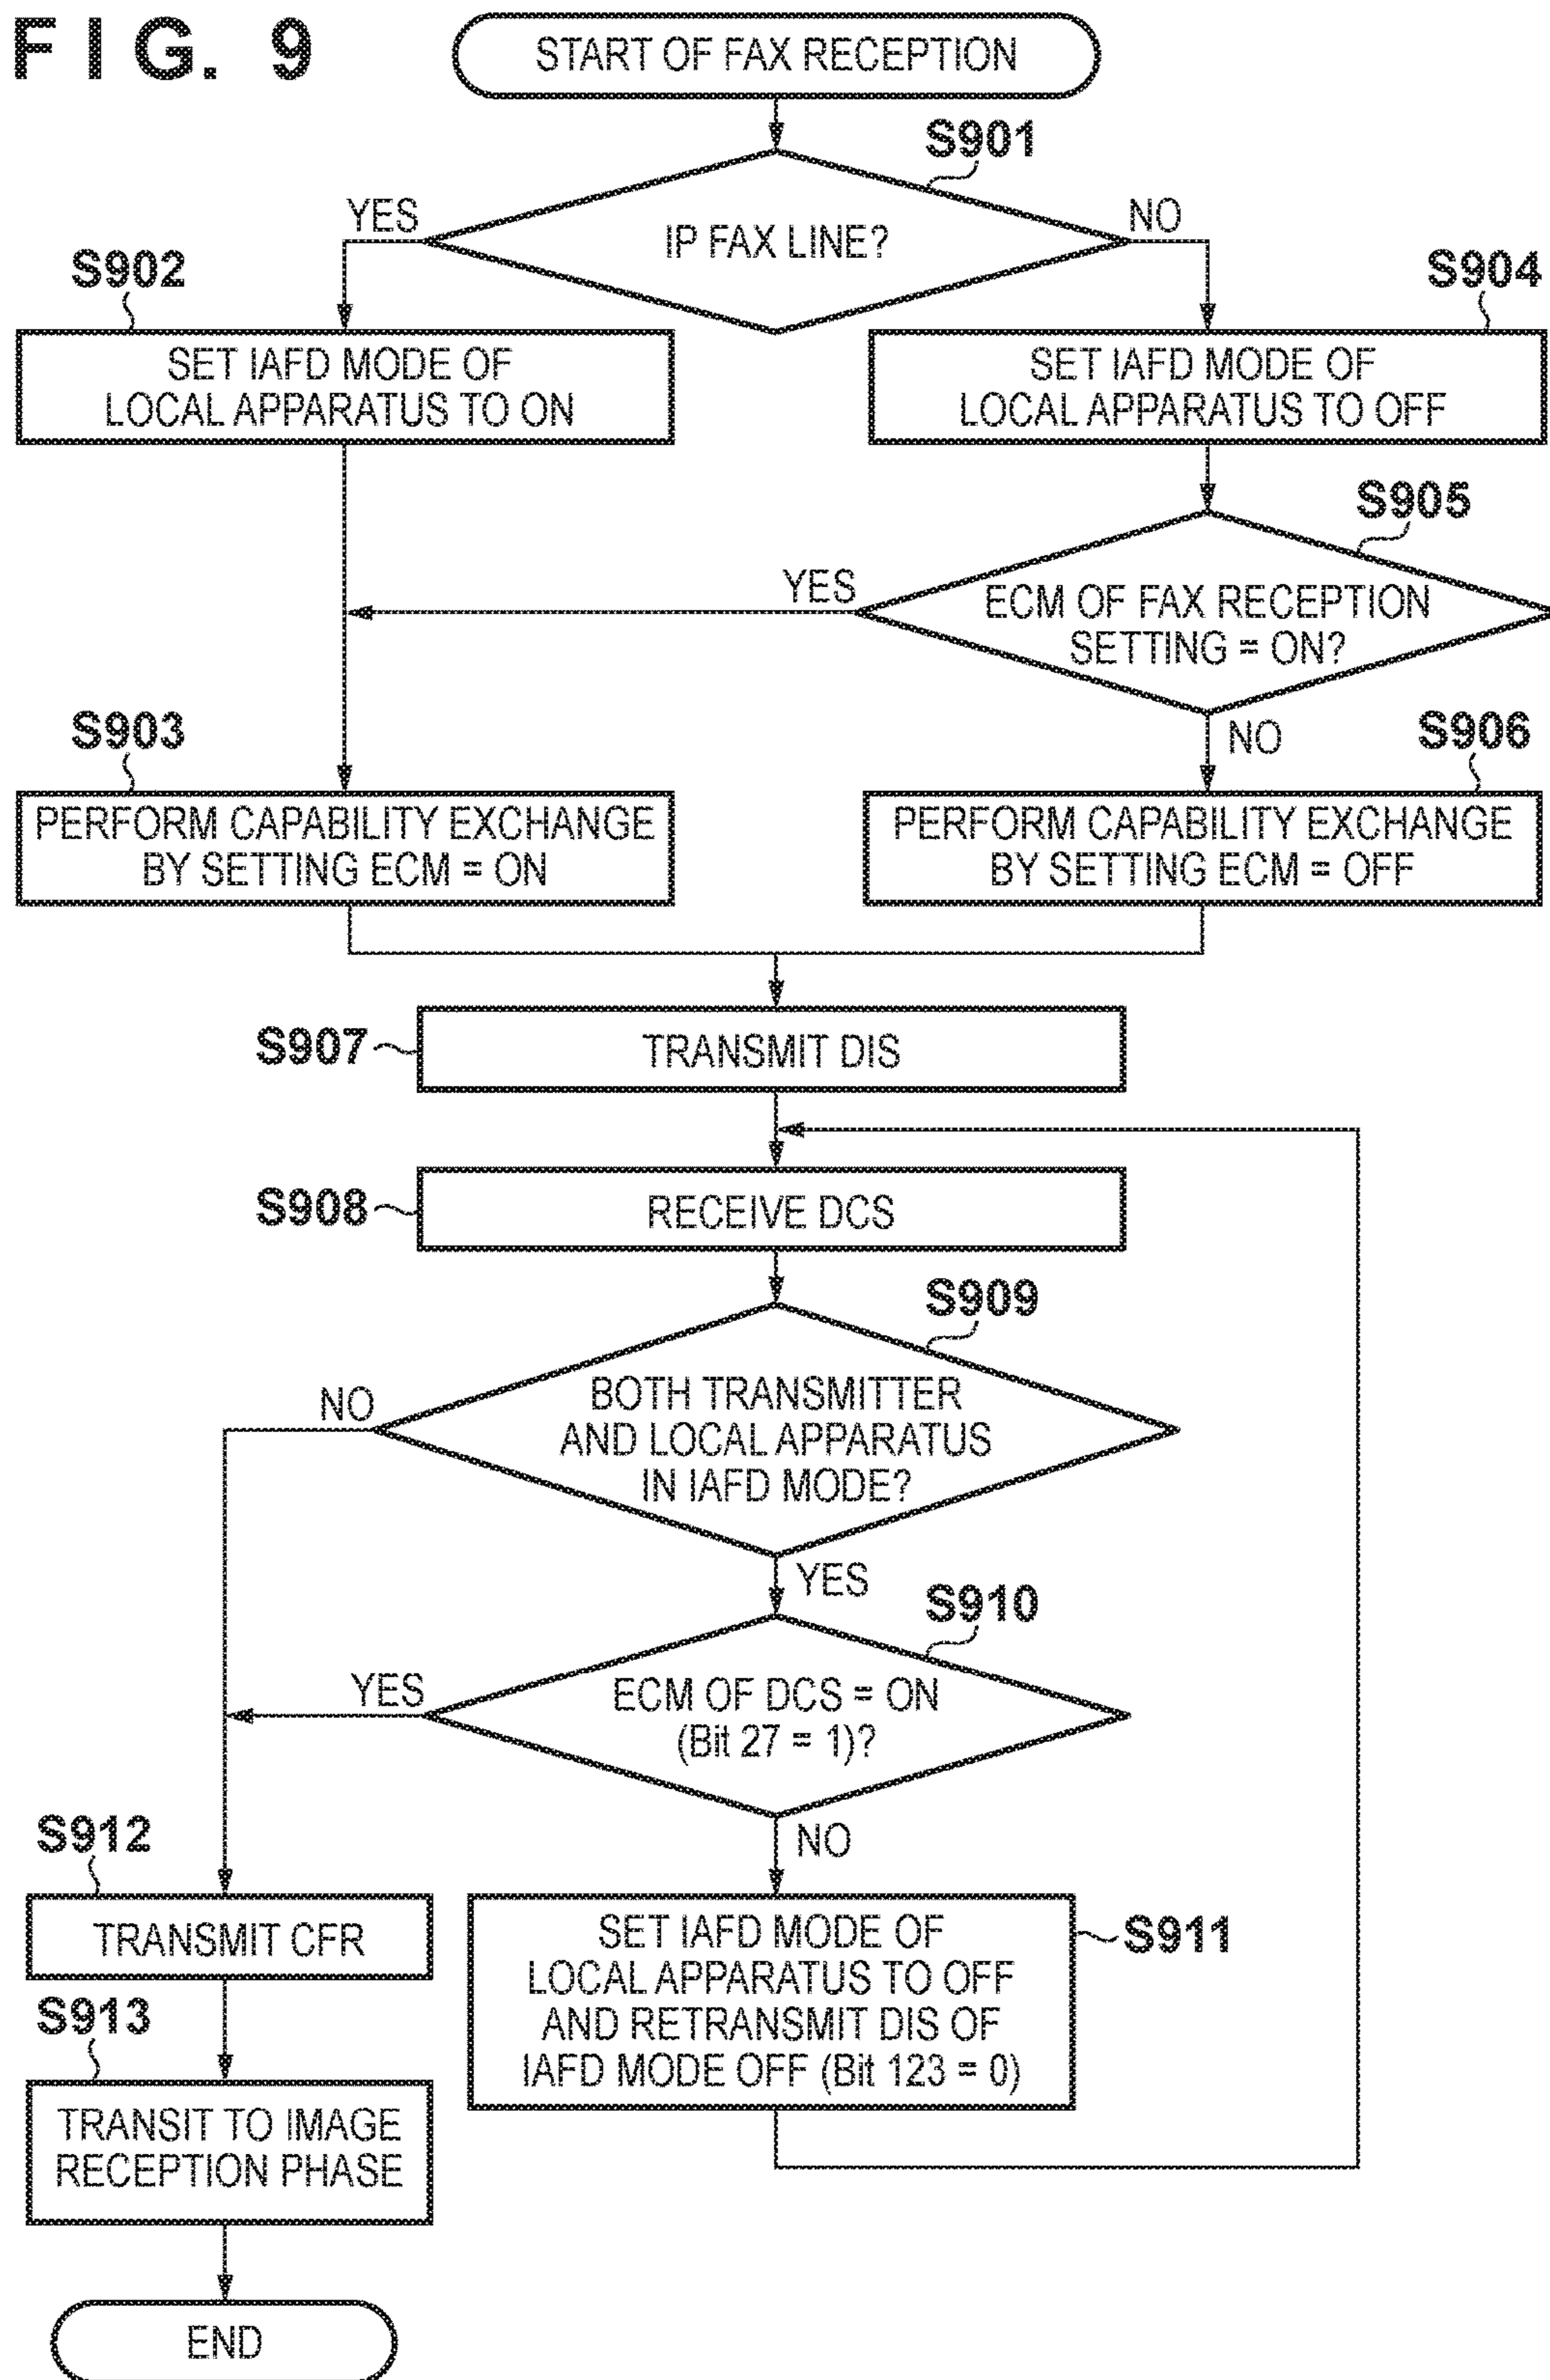 FIG. 9
START OF FAX RECEPTION
S901
YES
IP FAX LINE?
NO
S902
S904
SET IAFD MODE OF
LOCAL APPARATUS TO ON
SET IAFD MODE OF
LOCAL APPARATUS TO OFF
S905
YES
ECM OF FAX RECEPTION
SETTING = ON?
NO
S903
S906
PERFORM CAPABILITY EXCHANGE
BY SETTING ECM = ON
PERFORM CAPABILITY EXCHANGE
BY SETTING ECM = OFF
S907
TRANSMIT DIS
S908
RECEIVE DCS
S909
NO
BOTH TRANSMITTER
AND LOCAL APPARATUS
IN IAFD MODE?
YES
S910
YES
ECM OF DCS = ON
(Bit 27 = 1)?
NO
S912
TRANSMIT CFR
S911
SET IAFD MODE OF
LOCAL APPARATUS TO OFF
AND RETRANSMIT DIS OF
IAFD MODE OFF (Bit 123 = 0)
S913
TRANSIT TO IMAGE
RECEPTION PHASE
END